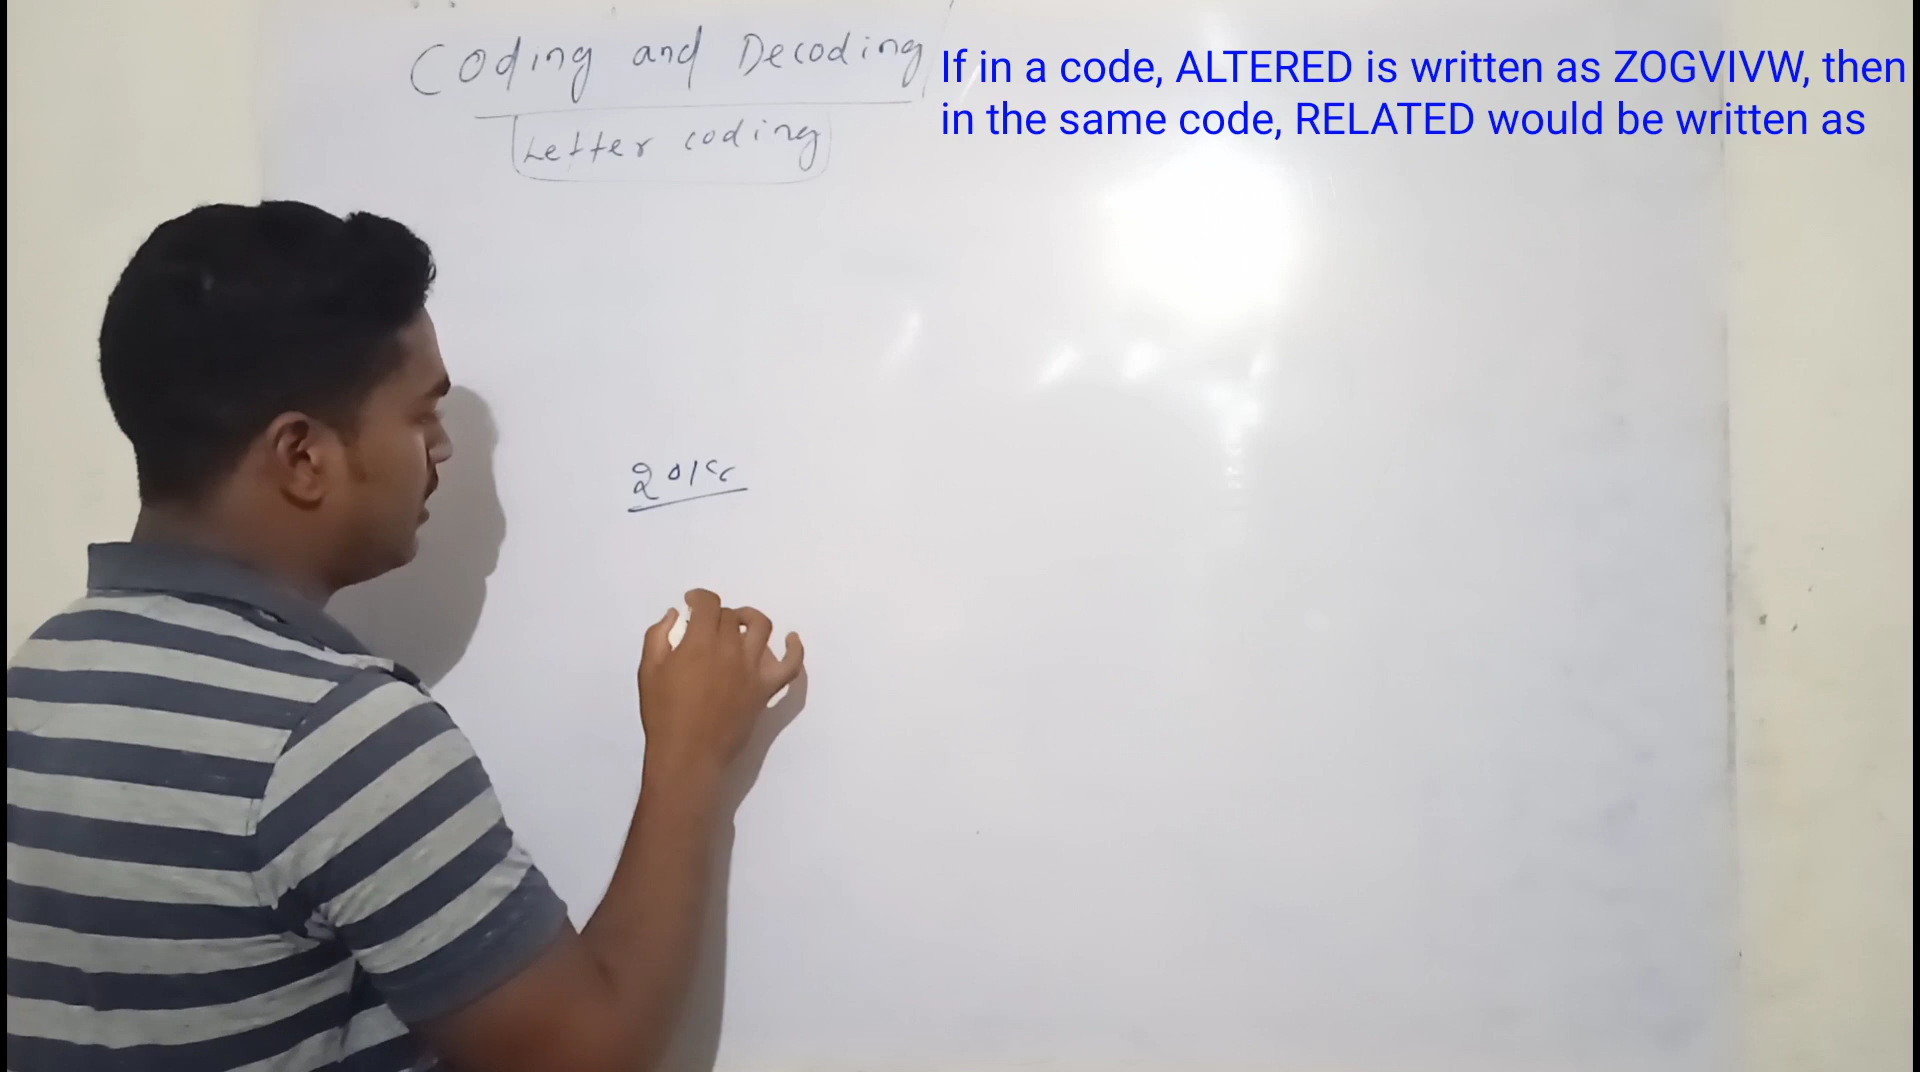 Coding and Decoding
Letter coding
If in a code, ALTERED is written as ZOGVIVW, then
in the same code, RELATED would be written as